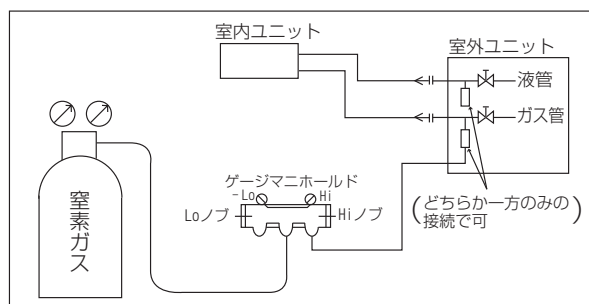 室内ユニット
室外ユニット
液管
ガス管
ゲージマニホールド
Lo
Hi
Loノブ
Hiノブ
(どちらか一方のみの
接続で可)
窒素ガス